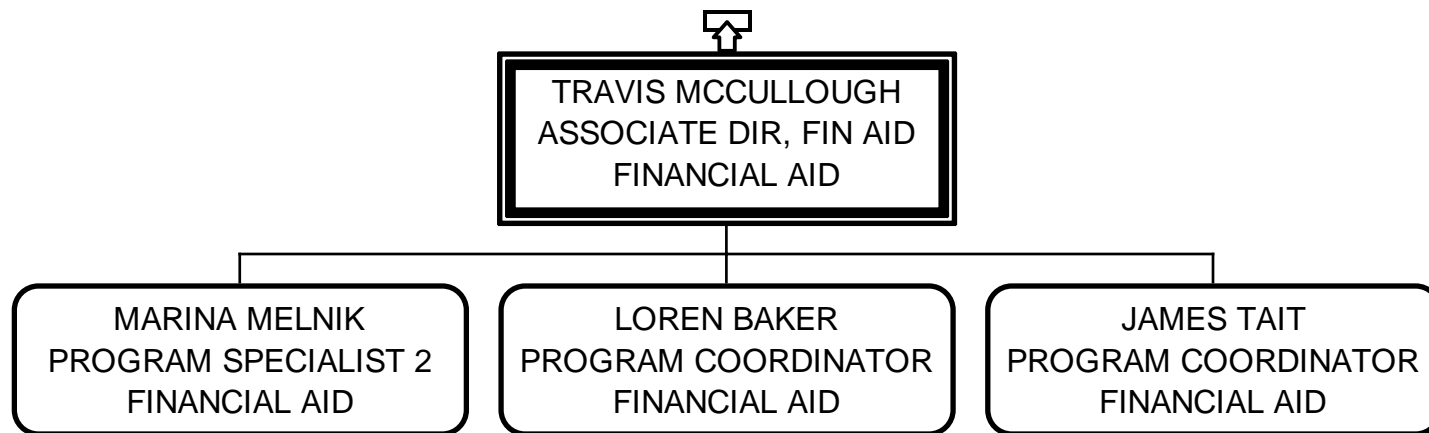 TRAVIS MCCULLOUGH
ASSOCIATE DIR, FIN AID
FINANCIAL AID
MARINA MELNIK
PROGRAM SPECIALIST 2
FINANCIAL AID
LOREN BAKER
PROGRAM COORDINATOR
FINANCIAL AID
JAMES TAIT
PROGRAM COORDINATOR
FINANCIAL AID